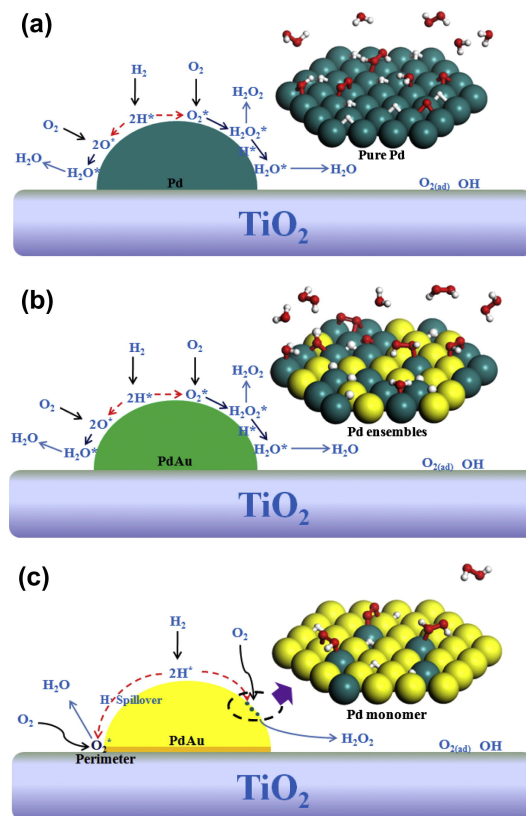 (a)
H₂
O₂
H₂O₂
O₂
2H*
O₂*
H₂O₂*
2O*
H*
H₂O
H₂O*
H₂O*
H₂O
Pd
Pure Pd
O₂(ad) OH
TiO₂
(b)
H₂
O₂
H₂O₂
O₂
2H*
O₂*
H₂O₂*
2O*
H*
H₂O
H₂O*
H₂O*
H₂O
PdAu
Pd ensembles
O₂(ad) OH
TiO₂
(c)
H₂
O₂
2H*
H₂O
H Spillover
O₂
O₂*
H₂O₂
PdAu
Perimeter
Pd monomer
O₂(ad) OH
TiO₂